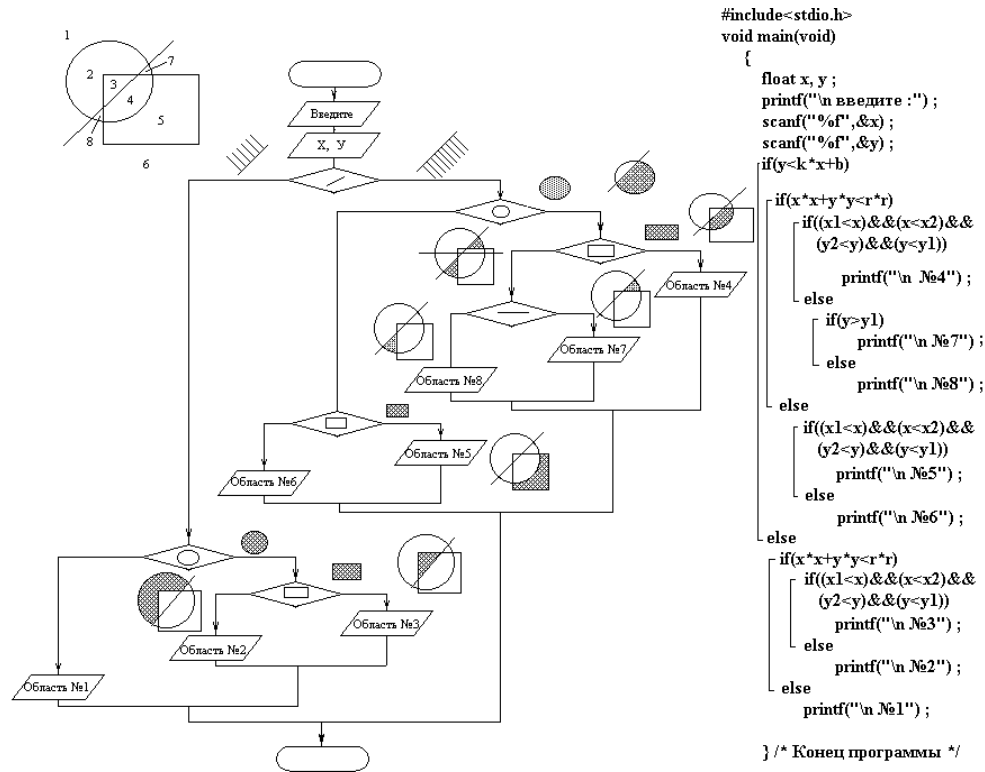 1
2
3
4
5
6
7
8
Введите
X, У
Область №4
Область №7
Область №8
Область №5
Область №6
Область №3
Область №2
Область №1
#include<stdio.h>
void main(void)
{
float x, y ;
printf("\n введите :") ;
scanf("%f",&x) ;
scanf("%f",&y) ;
if(y<k*x+b)
if(x*x+y*y<r*r)
if((x1<x)&&(x<x2)&&
(y2<y)&&(y<y1))
printf("\n №4") ;
else
if(y>y1)
printf("\n №7") ;
else
printf("\n №8") ;
else
if((x1<x)&&(x<x2)&&
(y2<y)&&(y<y1))
printf("\n №5") ;
else
printf("\n №6") ;
else
if(x*x+y*y<r*r)
if((x1<x)&&(x<x2)&&
(y2<y)&&(y<y1))
printf("\n №3") ;
else
printf("\n №2") ;
else
printf("\n №1") ;
} /* Конец программы */